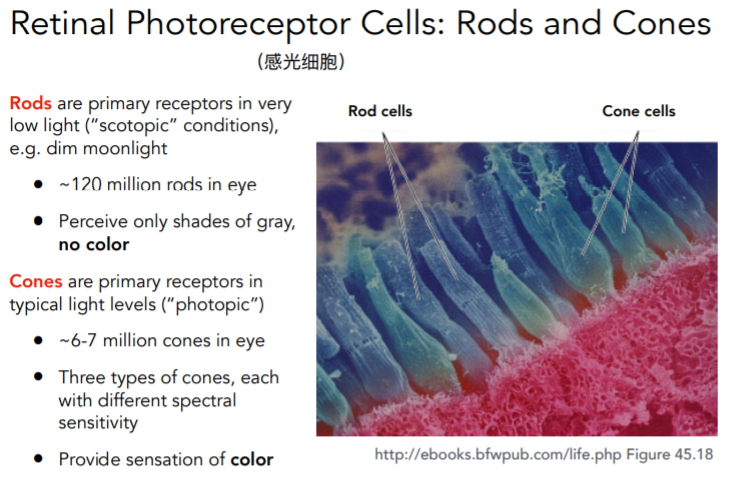 Retinal Photoreceptor Cells: Rods and Cones
（感光细胞）
Rods are primary receptors in very
low light (“scotopic” conditions),
e.g. dim moonlight
● ~120 million rods in eye
● Perceive only shades of gray,
no color
Cones are primary receptors in
typical light levels (“photopic”)
● ~6-7 million cones in eye
● Three types of cones, each
with different spectral
sensitivity
● Provide sensation of color
Rod cells
Cone cells
http://ebooks.bfwpub.com/life.php Figure 45.18